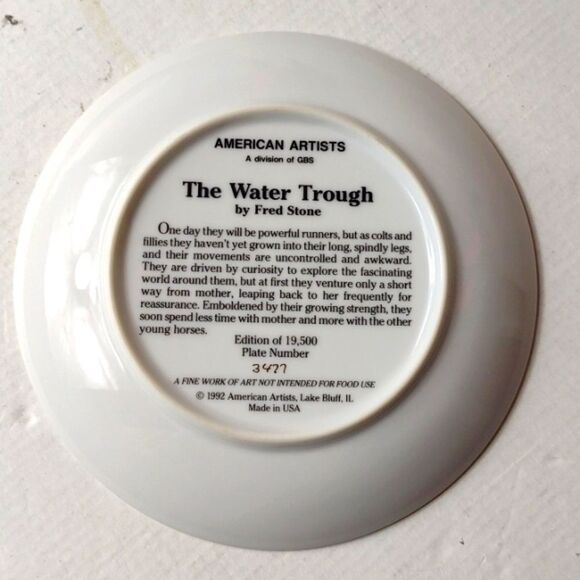 AMERICAN ARTISTS
A division of GBS
The Water Trough
by Fred Stone
One day they will be powerful runners, but as colts and
fillies they haven't yet grown into their long, spindly legs,
and their movements are uncontrolled and awkward.
They are driven by curiosity to explore the fascinating
world around them, but at first they venture only a short
way from mother, leaping back to her frequently for
reassurance. Emboldened by their growing strength, they
soon spend less time with mother and more with the other
young horses.
Edition of 19,500
Plate Number
3477
A FINE WORK OF ART NOT INTENDED FOR FOOD USE
© 1992 American Artists, Lake Bluff, IL
Made in USA